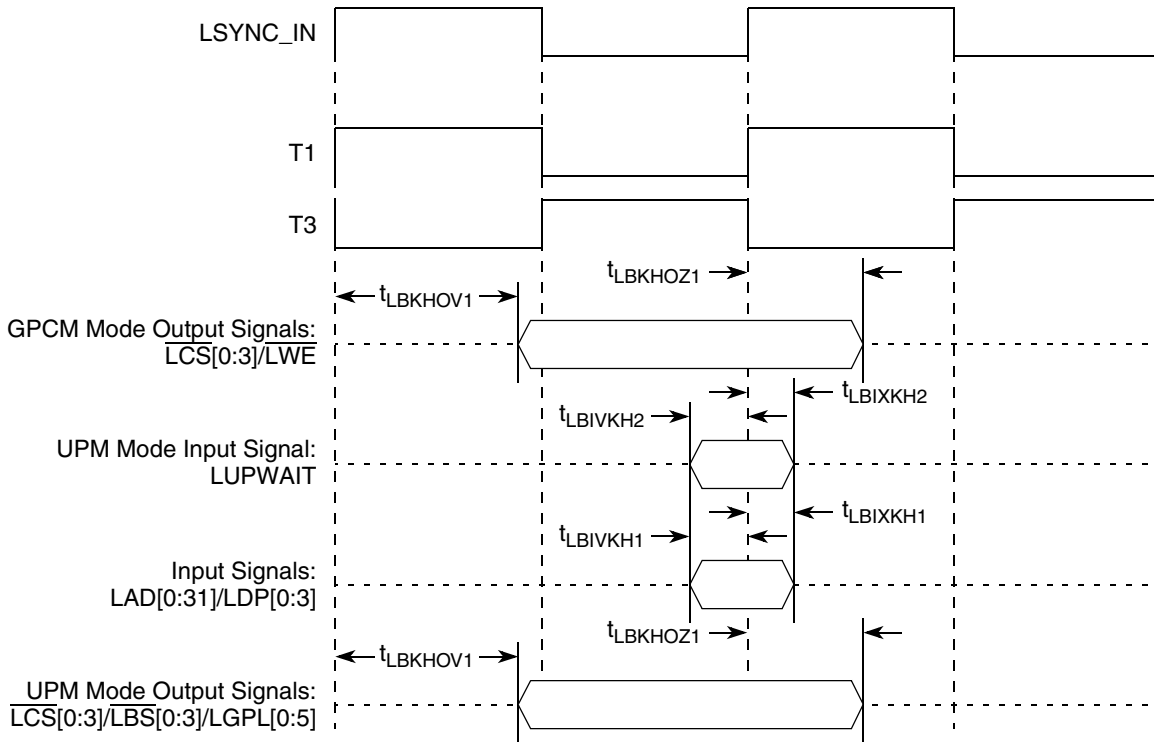 LSYNC_IN
T1
T3
tLBKHOZ1
tLBKHOV1
GPCM Mode Output Signals:
LCS[0:3]/LWE
tLBIXKH2
tLBIVKH2
UPM Mode Input Signal:
LUPWAIT
tLBIXKH1
tLBIVKH1
Input Signals:
LAD[0:31]/LDP[0:3]
tLBKHOZ1
tLBKHOV1
UPM Mode Output Signals:
LCS[0:3]/LBS[0:3]/LGPL[0:5]